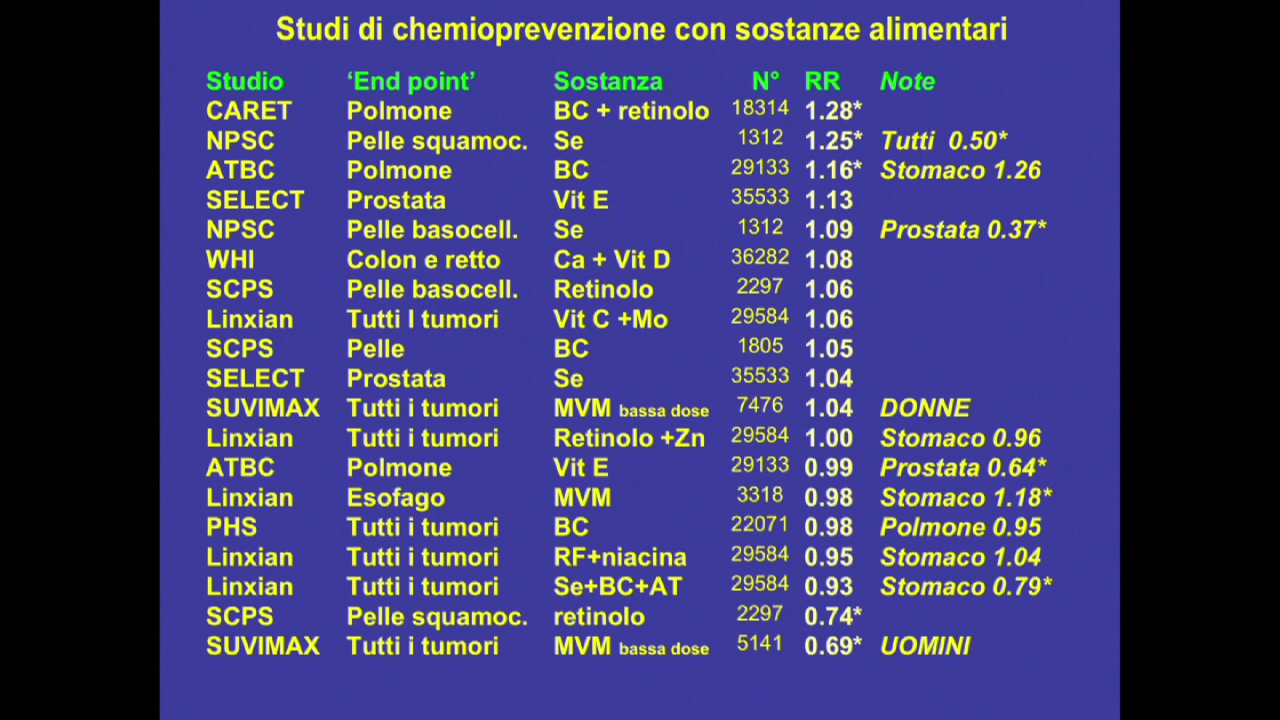 Studi di chemioprevenzione con sostanze alimentari
Studio 'End point' Sostanza N° RR Note
CARET Polmone BC + retinolo 18314 1.28*
NPSC Pelle squamoc. Se 1312 1.25* Tutti 0.50*
ATBC Polmone BC 29133 1.16* Stomaco 1.26
SELECT Prostata Vit E 35533 1.13
NPSC Pelle basocell. Se 1312 1.09 Prostata 0.37*
WHI Colon e retto Ca + Vit D 36282 1.08
SCPS Pelle basocell. Retinolo 2297 1.06
Linxian Tutti I tumori Vit C +Mo 29584 1.06
SCPS Pelle BC 1805 1.05
SELECT Prostata Se 35533 1.04
SUVIMAX Tutti i tumori MVM bassa dose 7476 1.04 DONNE
Linxian Tutti i tumori Retinolo +Zn 29584 1.00 Stomaco 0.96
ATBC Polmone Vit E 29133 0.99 Prostata 0.64*
Linxian Esofago MVM 3318 0.98 Stomaco 1.18*
PHS Tutti i tumori BC 22071 0.98 Polmone 0.95
Linxian Tutti i tumori RF+niacina 29584 0.95 Stomaco 1.04
Linxian Tutti i tumori Se+BC+AT 29584 0.93 Stomaco 0.79*
SCPS Pelle squamoc. retinolo 2297 0.74*
SUVIMAX Tutti i tumori MVM bassa dose 5141 0.69* UOMINI